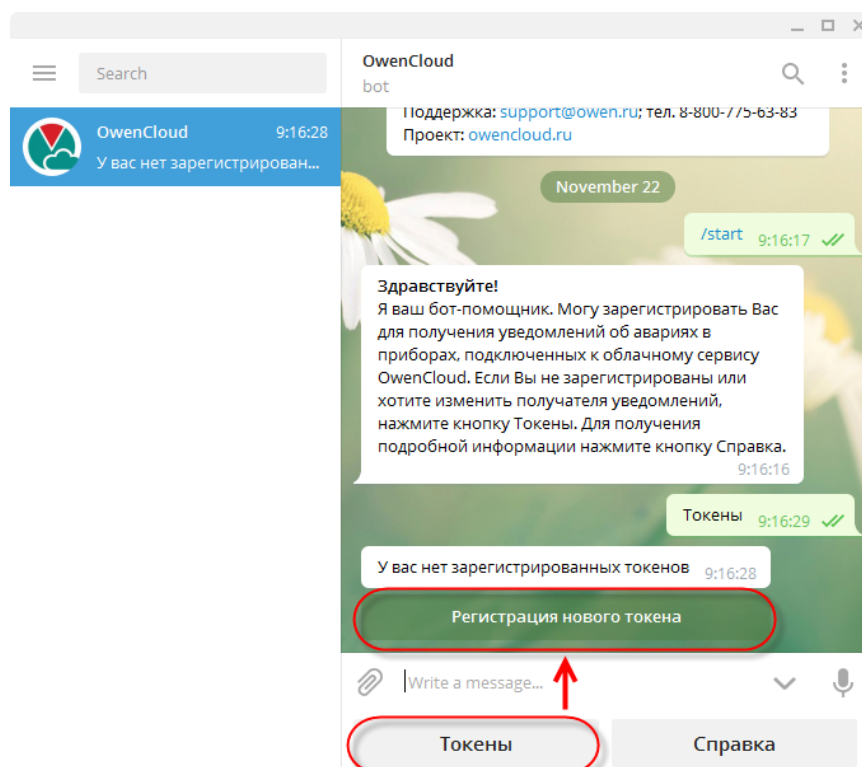 Search
OwenCloud
9:16:28
У вас нет зарегистрирован...
OwenCloud
bot
Поддержка: support@owen.ru; тел. 8-800-775-63-83
Проект: owencloud.ru
November 22
/start 9:16:17
Здравствуйте!
Я ваш бот-помощник. Могу зарегистрировать Вас
для получения уведомлений об авариях в
приборах, подключенных к облачному сервису
OwenCloud. Если Вы не зарегистрированы или
хотите изменить получателя уведомлений,
нажмите кнопку Токены. Для получения
подробной информации нажмите кнопку Справка.
9:16:16
Токены 9:16:29
У вас нет зарегистрированных токенов 9:16:28
Регистрация нового токена
Write a message...
Токены
Справка